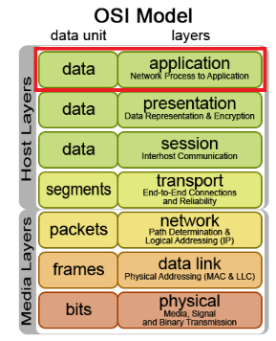 OSI Model
data unit layers
Host Layers
data application
Network Process to Application
data presentation
Data Representation & Encryption
data session
Interhost Communication
segments transport
End-to-End Connections
and Reliability
Media Layers
packets network
Path Determination &
Logical Addressing (IP)
frames data link
Physical Addressing (MAC & LLC)
bits physical
Media, Signal
and Binary Transmission